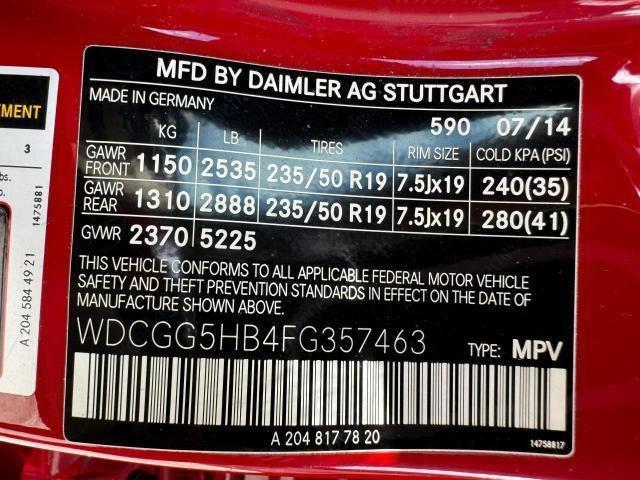 MFD BY DAIMLER AG STUTTGART
MADE IN GERMANY
590 07/14
KG LB TIRES RIM SIZE COLD KPA (PSI)
GAWR FRONT 1150 2535 235/50 R19 7.5Jx19 240(35)
GAWR REAR 1310 2888 235/50 R19 7.5Jx19 280(41)
GVWR 2370 5225
THIS VEHICLE CONFORMS TO ALL APPLICABLE FEDERAL MOTOR VEHICLE
SAFETY AND THEFT PREVENTION STANDARDS IN EFFECT ON THE DATE OF
MANUFACTURE SHOWN ABOVE.
WDCGG5HB4FG357463 TYPE: MPV
A 204 817 78 20
14758817
EMENT
3
bs.
1475881
A 204 584 49 21